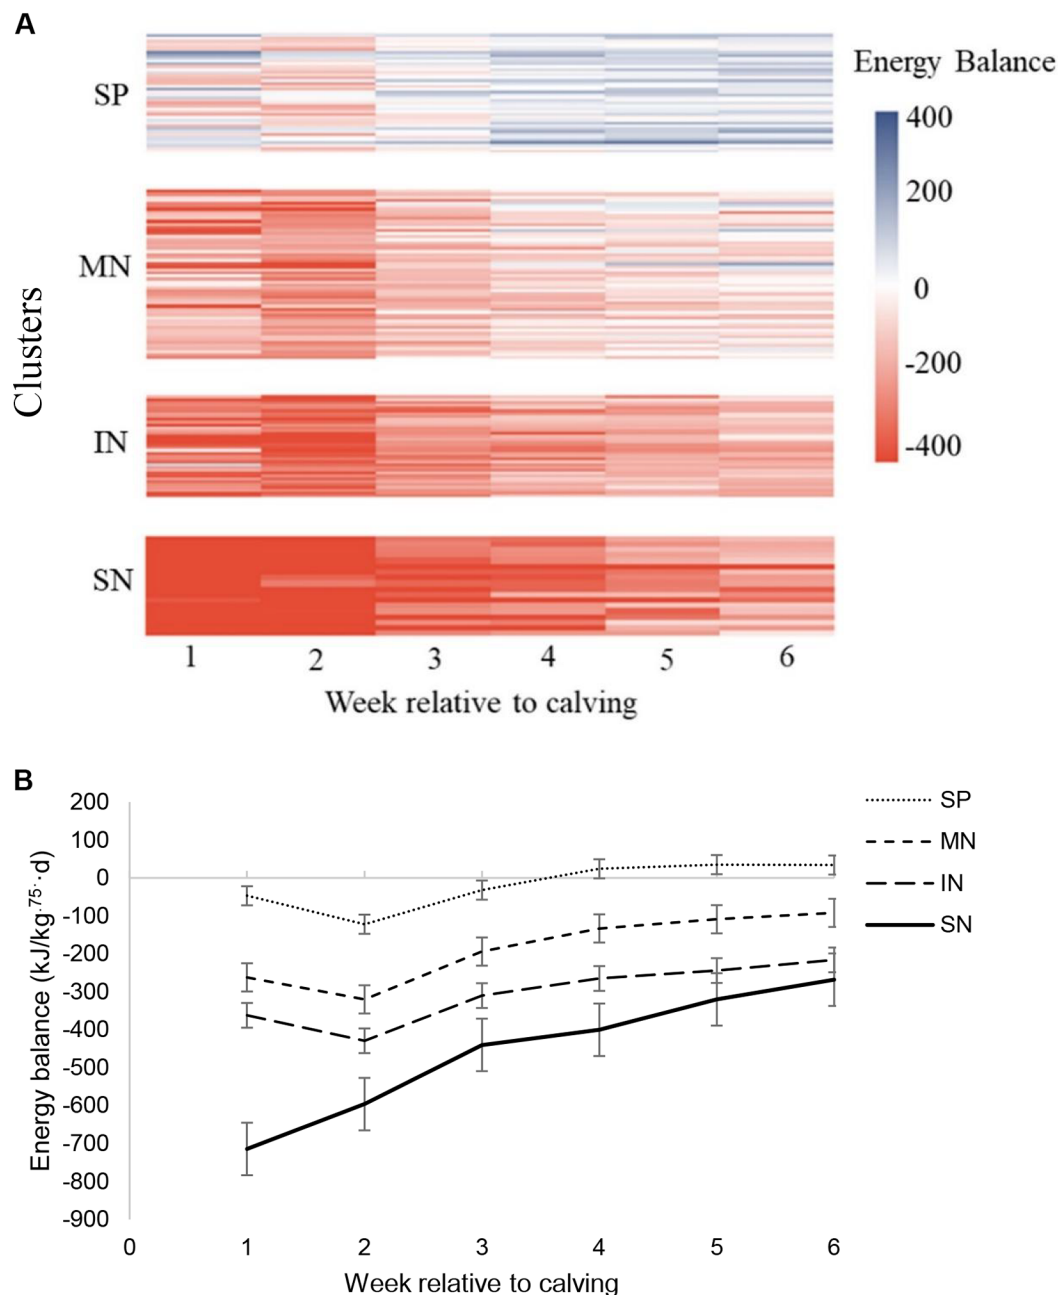 A
Energy Balance
400
200
0
-200
-400
Clusters
SP
MN
IN
SN
1 2 3 4 5 6
Week relative to calving
B
Energy balance (kJ/kg.75.·d)
200
100
0
-100
-200
-300
-400
-500
-600
-700
-800
-900
0 1 2 3 4 5 6
Week relative to calving
SP
MN
IN
SN